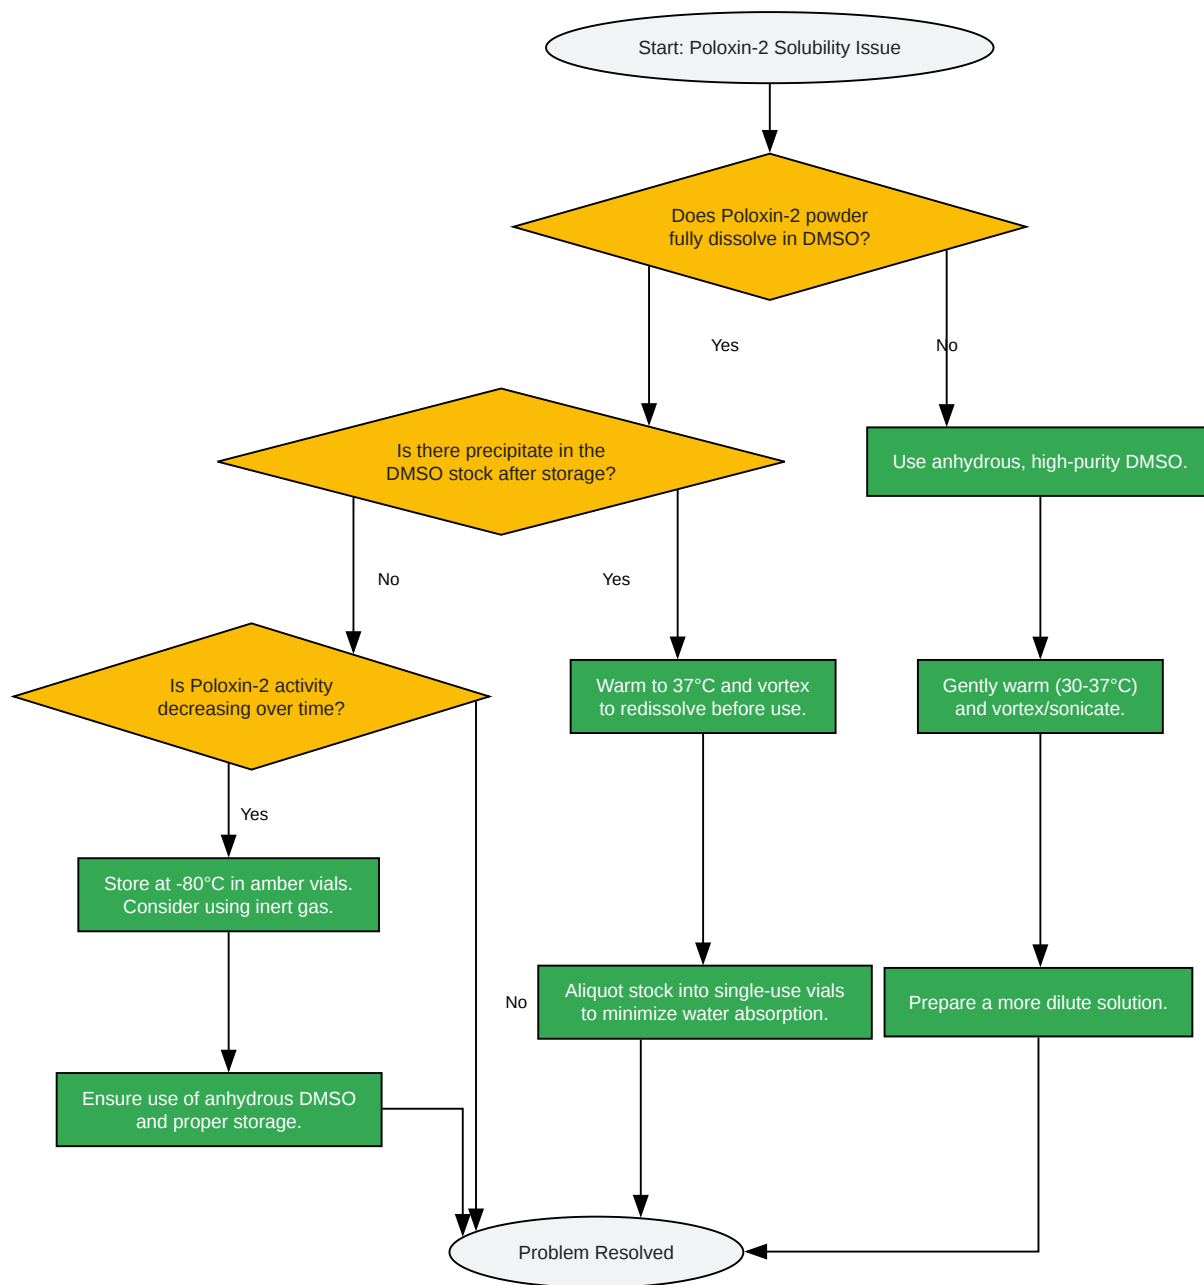 Start: Poloxin-2 Solubility Issue
Does Poloxin-2 powder
fully dissolve in DMSO?
Yes
No
Is there precipitate in the
DMSO stock after storage?
Use anhydrous, high-purity DMSO.
No
Yes
Is Poloxin-2 activity
decreasing over time?
Warm to 37°C and vortex
to redissolve before use.
Gently warm (30-37°C)
and vortex/sonicate.
Yes
Store at -80°C in amber vials.
Consider using inert gas.
No
Aliquot stock into single-use vials
to minimize water absorption.
Prepare a more dilute solution.
Ensure use of anhydrous DMSO
and proper storage.
Problem Resolved